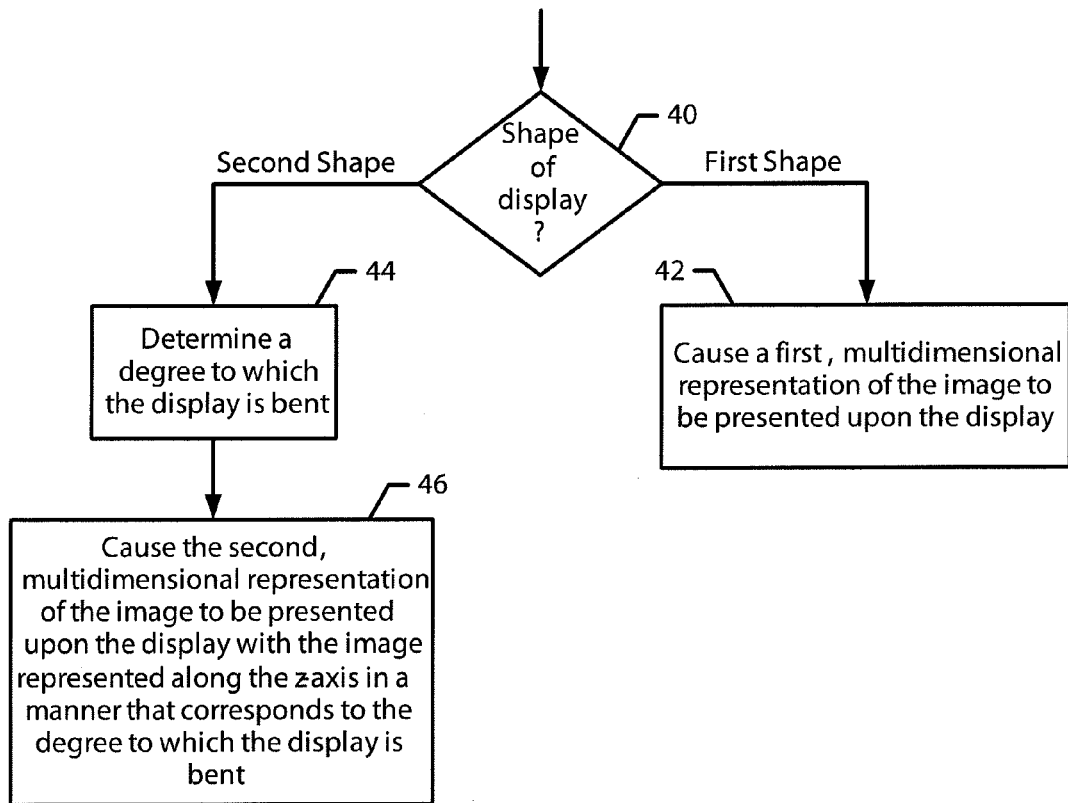 40
Shape
of
display
?
Second Shape
First Shape
44
42
Determine a
degree to which
the display is bent
Cause a first , multidimensional
representation of the image to
be presented upon the display
46
Cause the second,
multidimensional representation
of the image to be presented
upon the display with the image
represented along the z axis in a
manner that corresponds to the
degree to which the display is
bent